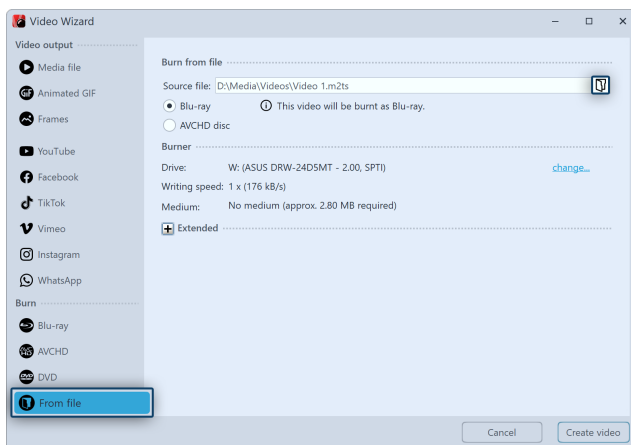 Video Wizard
Video output
Media file
GiF Animated GIF
Frames
YouTube
Facebook
TikTok
Vimeo
Instagram
WhatsApp
Burn
Blu-ray
AVCHD
DVD
From file
Burn from file
Source file: D:\Media\Videos\Video 1.m2ts
Blu-ray This video will be burnt as Blu-ray.
AVCHD disc
Burner
Drive: W: (ASUS DRW-24D5MT - 2.00, SPTI) change...
Writing speed: 1 x (176 kB/s)
Medium: No medium (approx. 2.80 MB required)
Extended
Cancel Create video